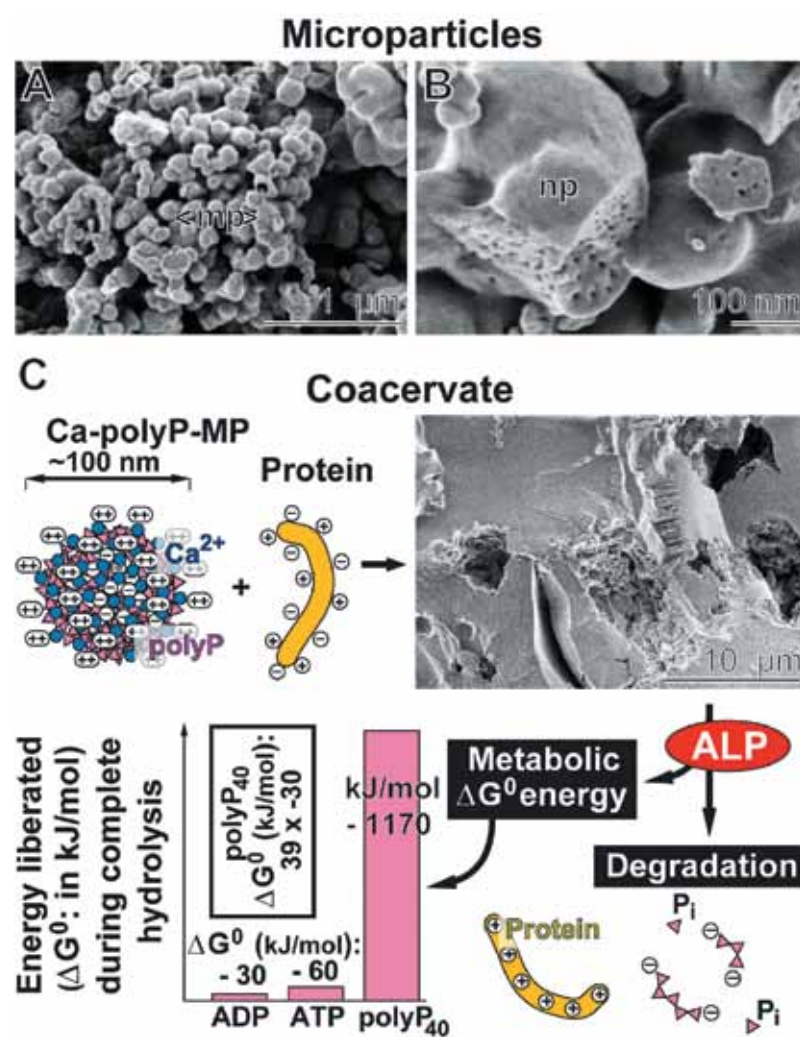 Microparticles
A
<mp>
1 μm
B
np
100 nm
C
Coacervate
Ca-polyP-MP
~100 nm
Protein
++
Ca²⁺
polyP
+
10 μm
ALP
Metabolic
ΔG⁰ energy
Degradation
Energy liberated
(ΔG⁰: in kJ/mol)
during complete
hydrolysis
polyP₄₀
ΔG⁰ (kJ/mol):
39 x -30
kJ/mol
- 1170
ΔG⁰ (kJ/mol):
- 30
- 60
ADP
ATP
polyP₄₀
Protein
Pᵢ
Pᵢ